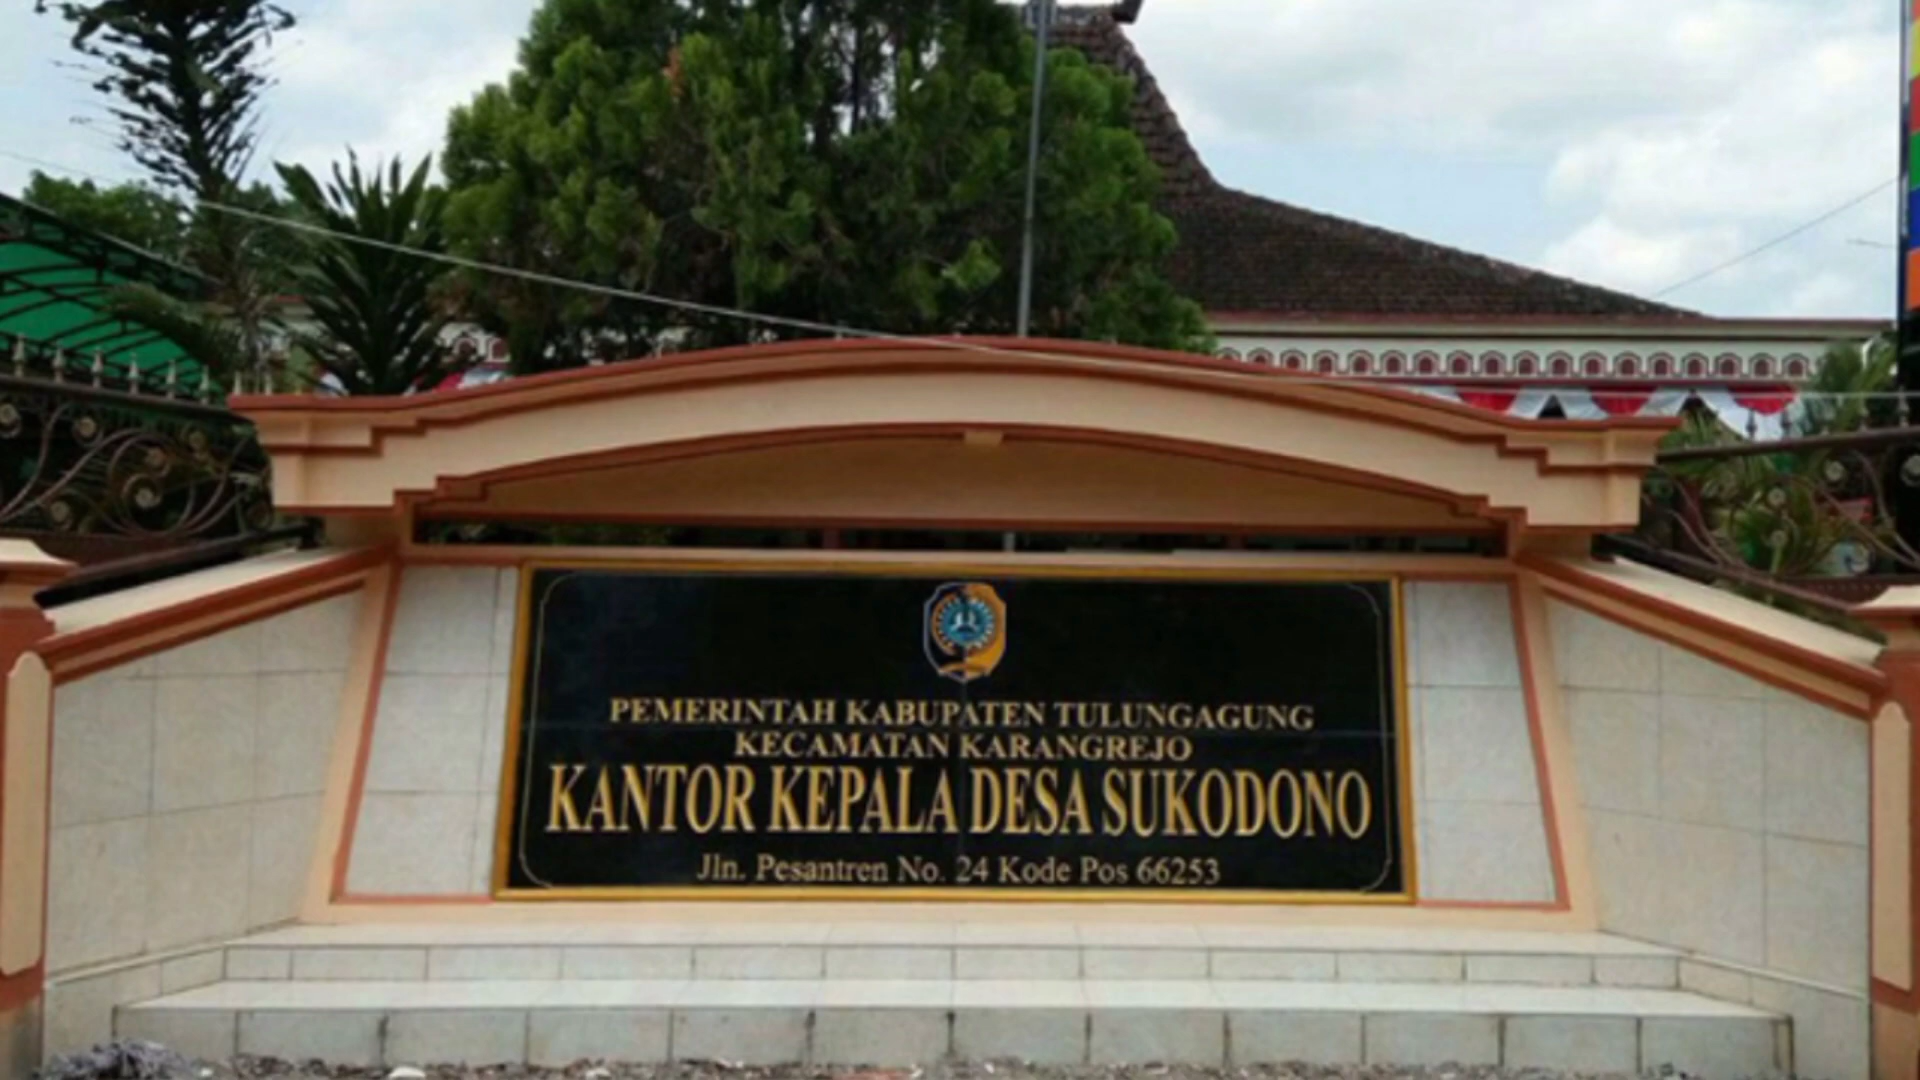 PEMERINTAH KABUPATEN TULUNGAGUNG
KECAMATAN KARANGREJO
KANTOR KEPALA DESA SUKODONO
Jln. Pesantren No. 24 Kode Pos 66253